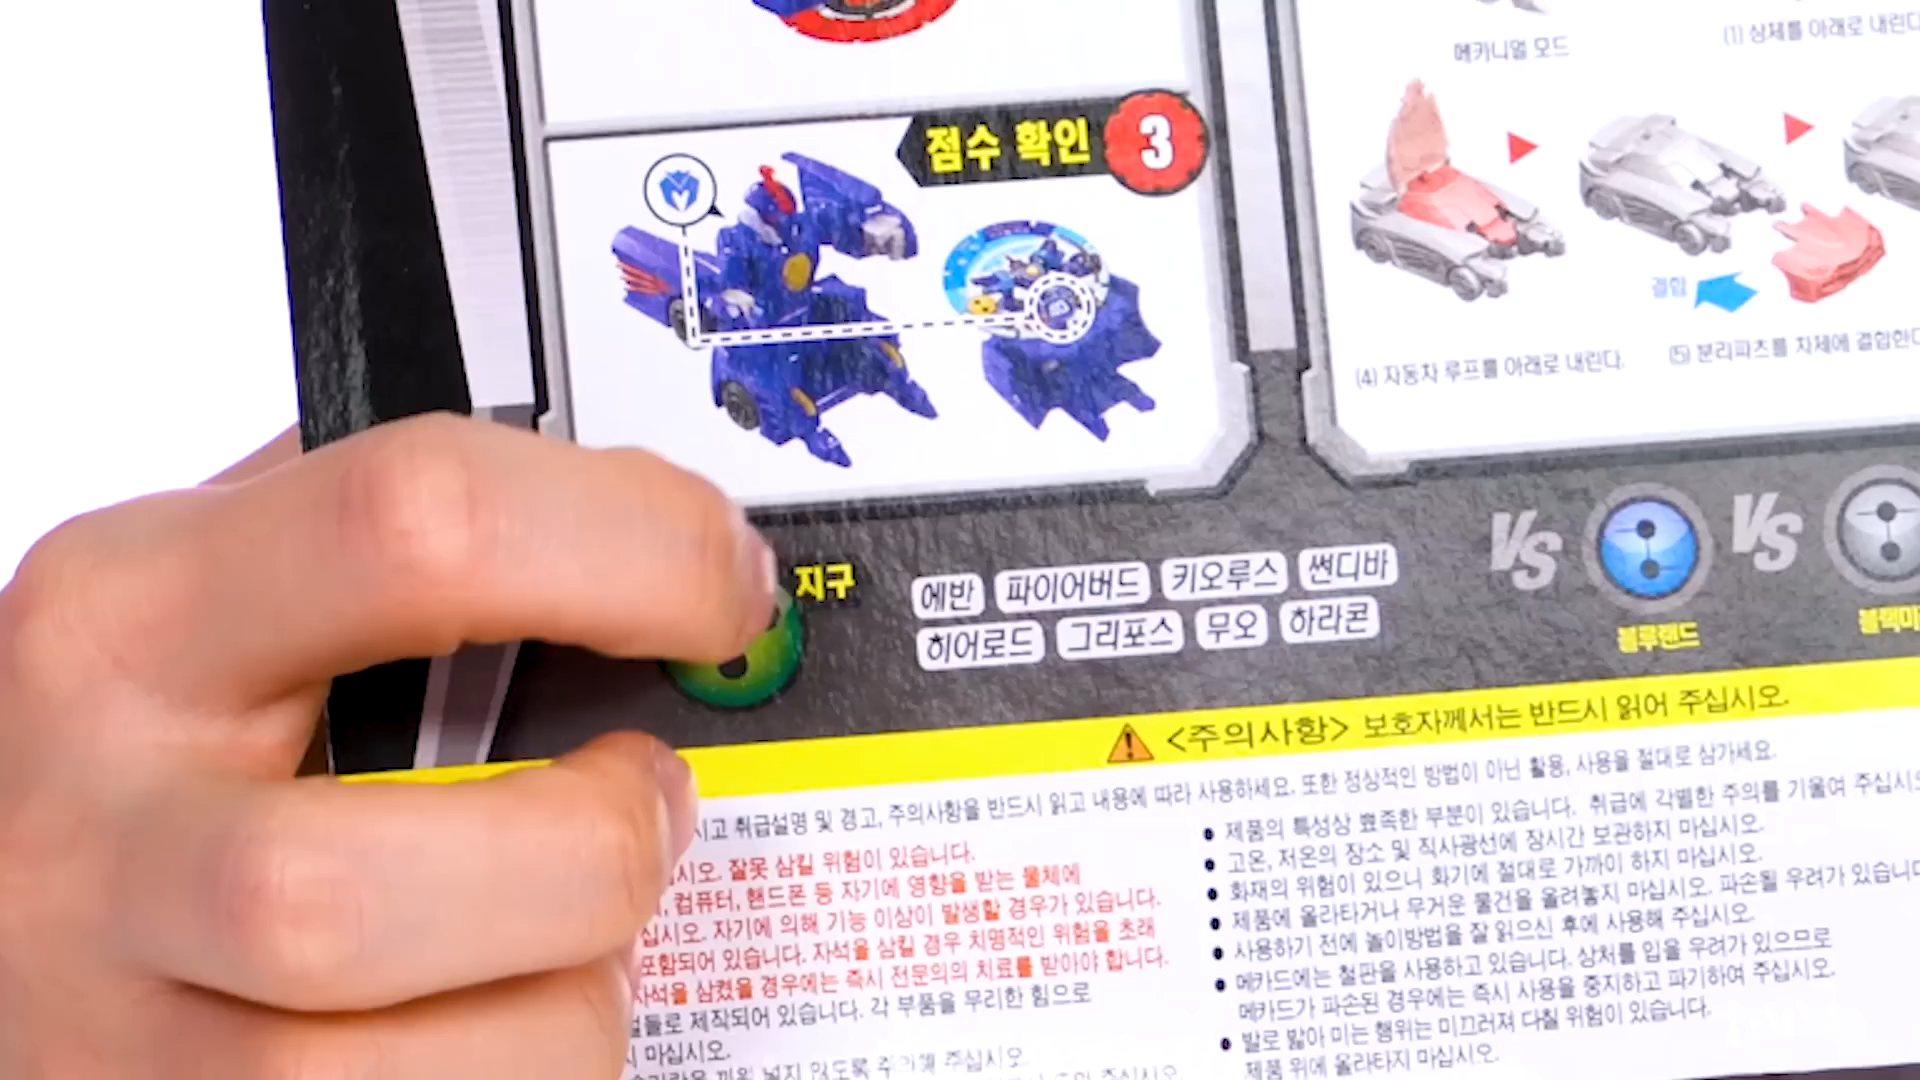 점수 확인 3
메카니멀 모드
(1) 상체를 아래로 내린다
결합
(4) 자동차 루프를 아래로 내린다.
(5) 분리파츠를 차체에 결합한다
지구
에반 파이어버드 키오루스 썬디바
히어로드 그리포스 무오 하라콘
VS
블루랜드
VS
블랙미
<주의사항> 보호자께서는 반드시 읽어 주십시오.
시고 취급설명 및 경고, 주의사항을 반드시 읽고 내용에 따라 사용하세요. 또한 정상적인 방법이 아닌 활용, 사용을 절대로 삼가세요.
십시오. 잘못 삼킬 위험이 있습니다.
, 컴퓨터, 핸드폰 등 자기에 영향을 받는 물체에
십시오. 자기에 의해 기능 이상이 발생할 경우가 있습니다.
포함되어 있습니다. 자석을 삼킬 경우 치명적인 위험을 초래
자석을 삼켰을 경우에는 즉시 전문의의 치료를 받아야 합니다.
들로 제작되어 있습니다. 각 부품을 무리한 힘으로
지 마십시오.
않도록 주의해 주십시오.
• 제품의 특성상 뾰족한 부분이 있습니다. 취급에 각별한 주의를 기울여 주십시오
• 고온, 저온의 장소 및 직사광선에 장시간 보관하지 마십시오.
• 화재의 위험이 있으니 화기에 절대로 가까이 하지 마십시오.
• 제품에 올라타거나 무거운 물건을 올려놓지 마십시오. 파손될 우려가 있습니다
• 사용하기 전에 놀이방법을 잘 읽으신 후에 사용해 주십시오.
• 메카드에는 철판을 사용하고 있습니다. 상처를 입을 우려가 있으므로
메카드가 파손된 경우에는 즉시 사용을 중지하고 파기하여 주십시오.
• 발로 밟아 미는 행위는 미끄러져 다칠 위험이 있습니다.
제품 위에 올라타지 마십시오.